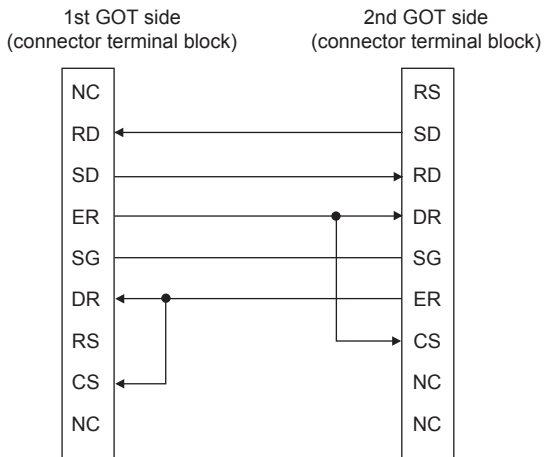 1st GOT side
(connector terminal block)
2nd GOT side
(connector terminal block)
NC
RD
SD
ER
SG
DR
RS
CS
NC
RS
SD
RD
DR
SG
ER
CS
NC
NC